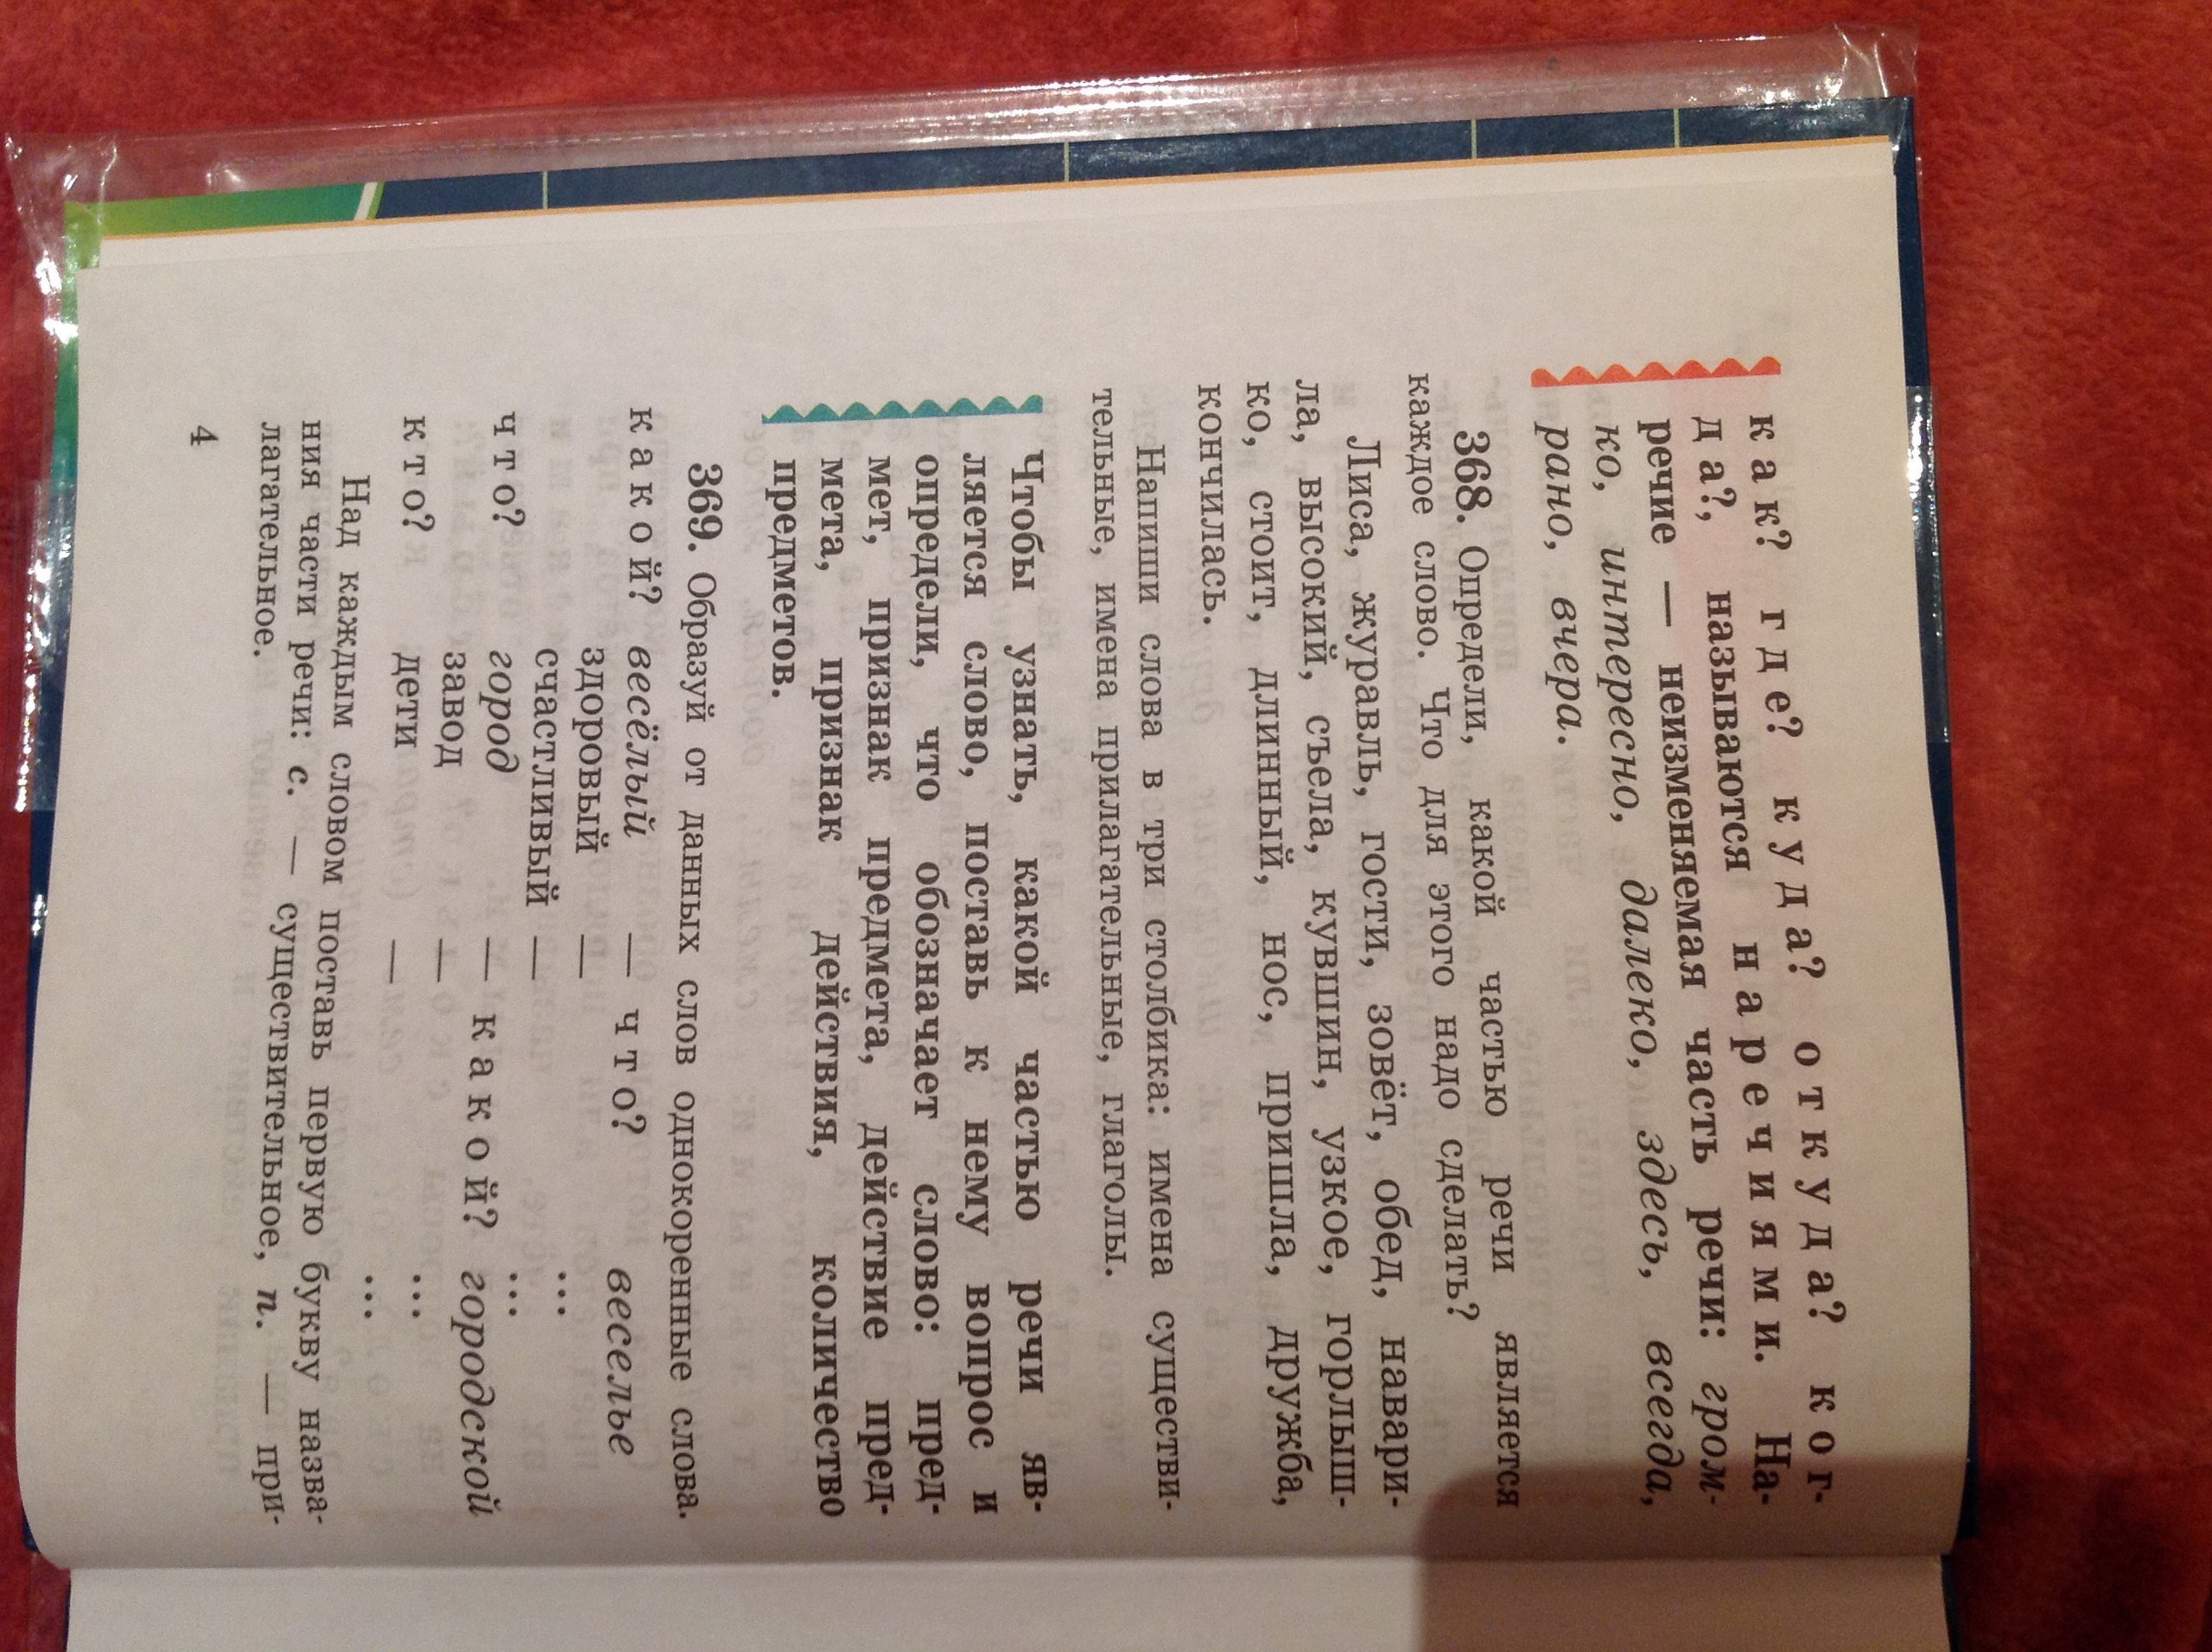 как? где? куда? откуда? ког-
да?, называются наречиями. На-
речие — неизменяемая часть речи: гром-
ко, интересно, далеко, здесь, всегда,
рано, вчера.
368. Определи, какой частью речи является
каждое слово. Что для этого надо сделать?
Лиса, журавль, гости, зовёт, обед, навари-
ла, высокий, съела, кувшин, узкое, горлыш-
ко, стоит, длинный, нос, пришла, дружба,
кончилась.
Напиши слова в три столбика: имена существи-
тельные, имена прилагательные, глаголы.
Чтобы узнать, какой частью речи яв-
ляется слово, поставь к нему вопрос и
определи, что обозначает слово: пред-
мет, признак предмета, действие пред-
мета, признак действия, количество
предметов.
369. Образуй от данных слов однокоренные слова.
какой? весёлый — что? веселье
здоровый — ...
счастливый — ...
что? город — какой? городской
завод — ...
кто? дети — ...
Над каждым словом поставь первую букву назва-
ния части речи: с. — существительное, п. — при-
лагательное.
4